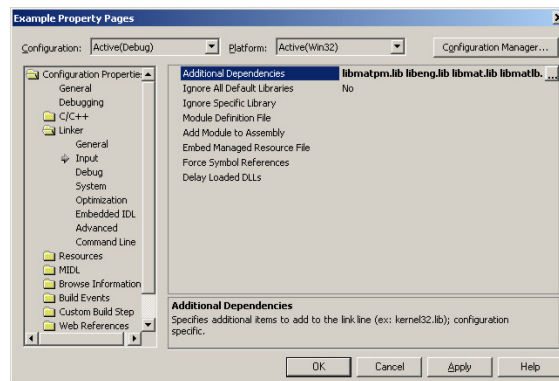 Example Property Pages
Configuration: Active(Debug) Platform: Active(Win32) Configuration Manager...
Configuration Properties
General
Debugging
C/C++
Linker
General
Input
Debug
System
Optimization
Embedded IDL
Advanced
Command Line
Resources
MIDL
Browse Information
Build Events
Custom Build Step
Web References
Additional Dependencies libmatpm.lib libeng.lib libmat.lib libmatlb. ...
Ignore All Default Libraries No
Ignore Specific Library
Module Definition File
Add Module to Assembly
Embed Managed Resource File
Force Symbol References
Delay Loaded DLLs
Additional Dependencies
Specifies additional items to add to the link line (ex: kernel32.lib); configuration
specific.
OK Cancel Apply Help